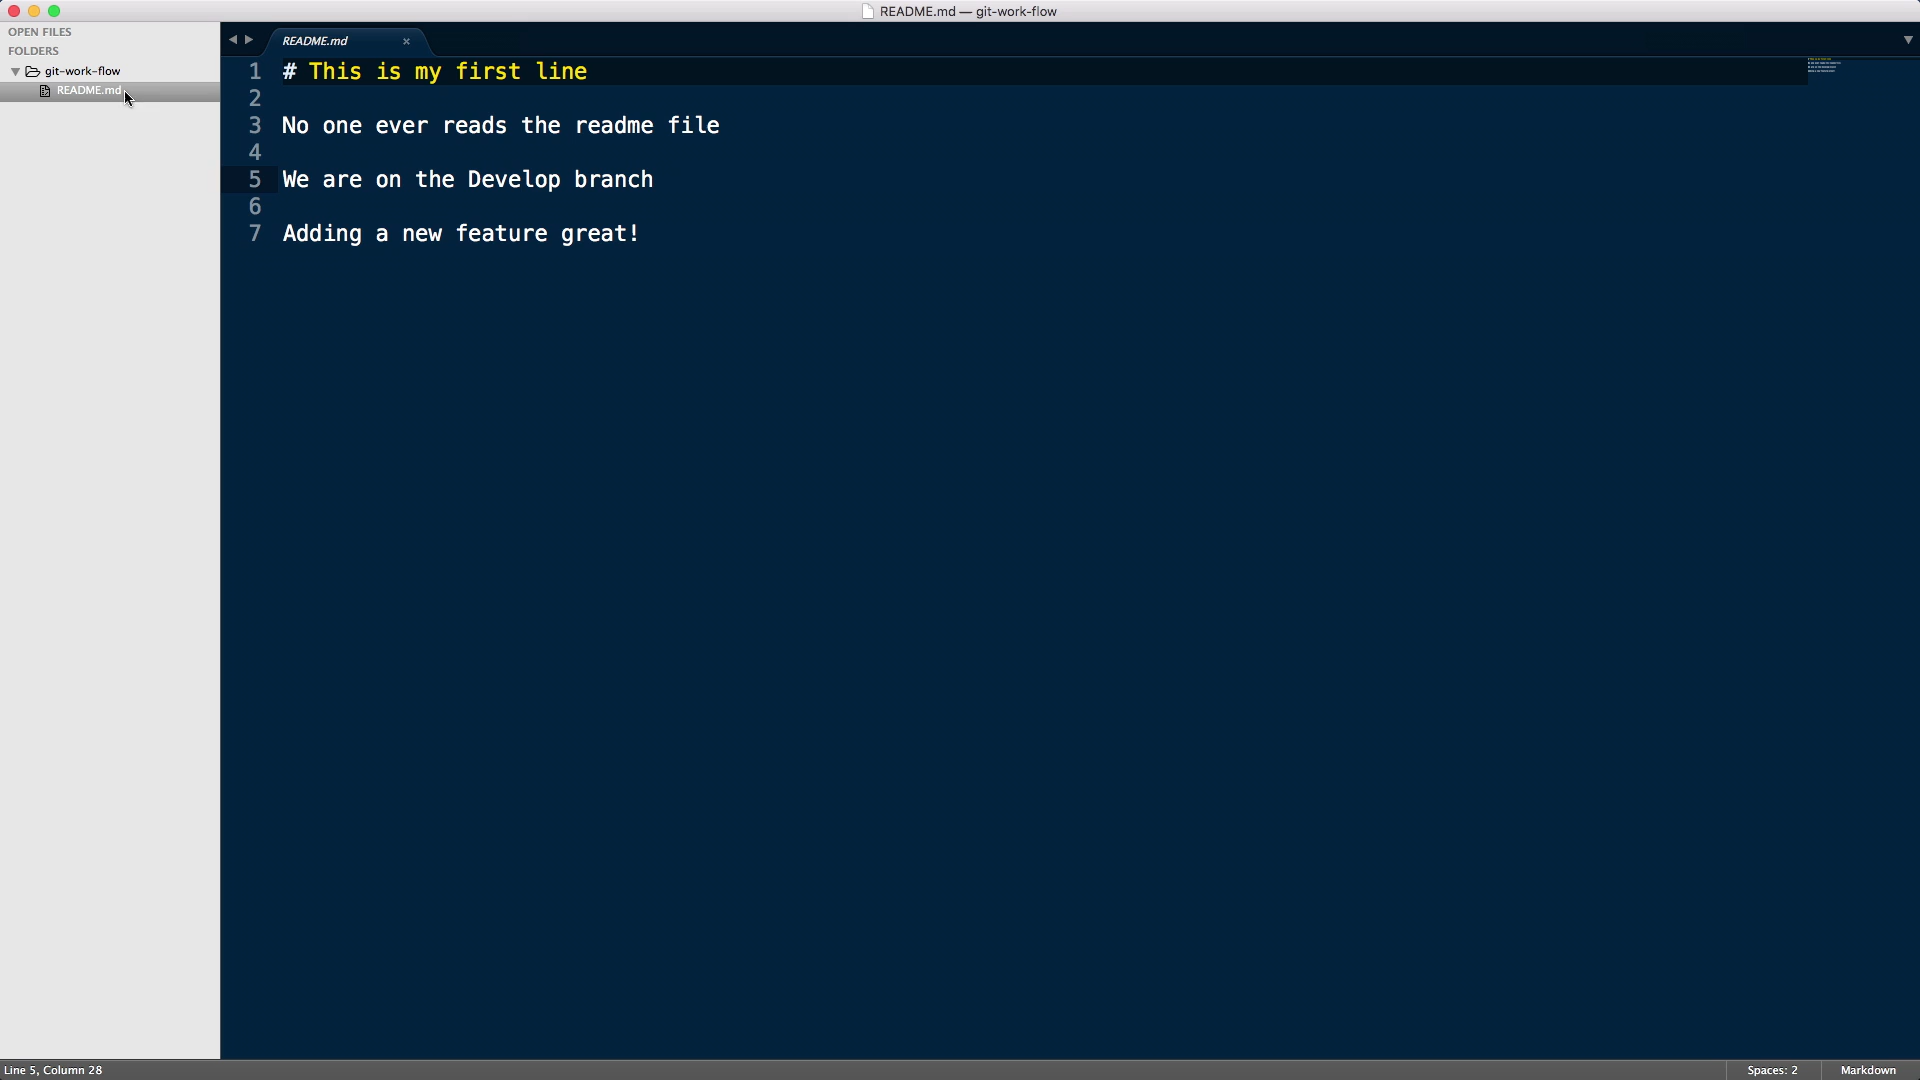 README.md — git-work-flow
OPEN FILES
FOLDERS
git-work-flow
README.md
README.md
1 # This is my first line
2
3 No one ever reads the readme file
4
5 We are on the Develop branch
6
7 Adding a new feature great!
Line 5, Column 28
Spaces: 2
Markdown